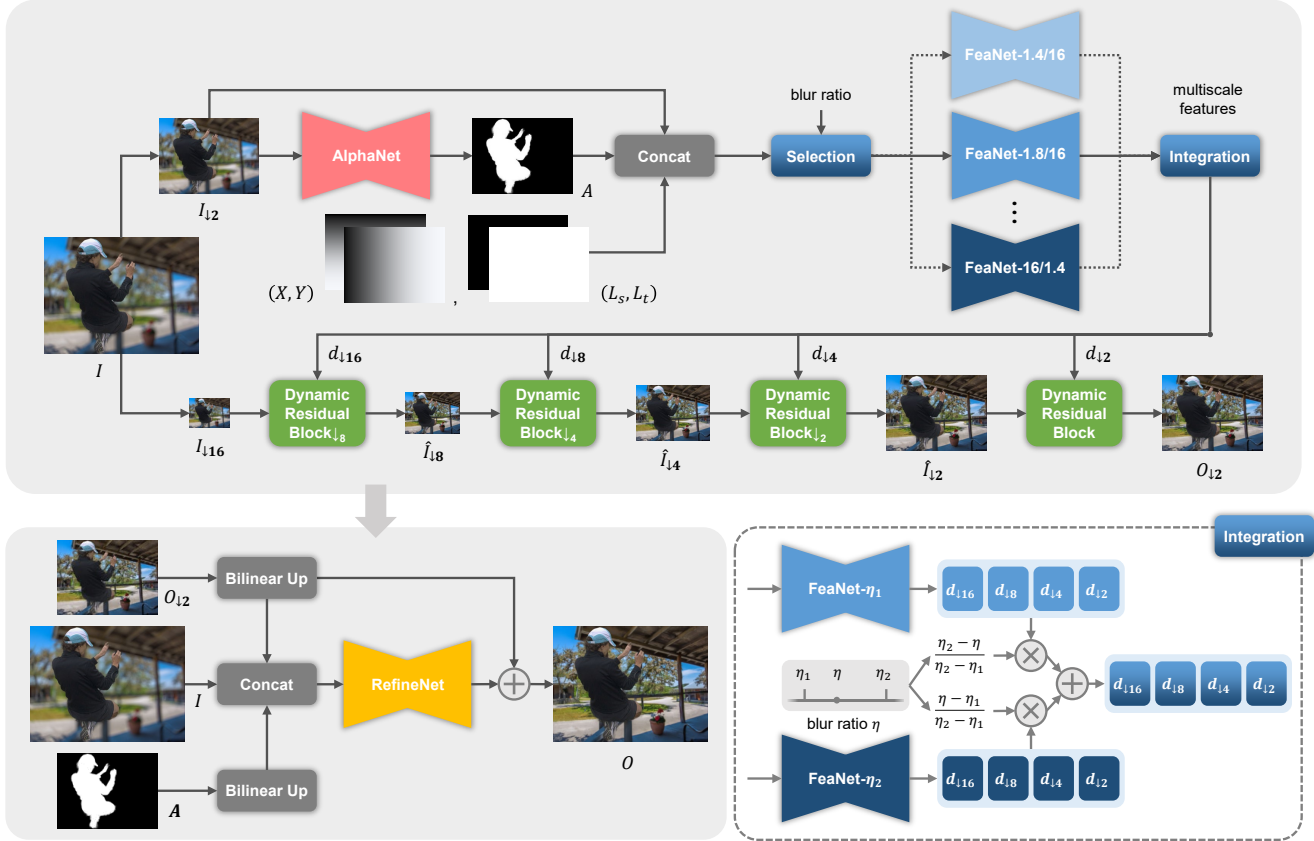 FeaNet-1.4/16
blur ratio
multiscale
features
AlphaNet
Concat
Selection
FeaNet-1.8/16
Integration
A
I↓2
⋮
FeaNet-16/1.4
(X, Y)
,
(L_s, L_t)
I
d↓16
d↓8
d↓4
d↓2
Dynamic
Residual
Block↓8
Dynamic
Residual
Block↓4
Dynamic
Residual
Block↓2
Dynamic
Residual
Block
I↓16
Î↓8
Î↓4
Î↓2
O↓2
Bilinear Up
O↓2
Concat
RefineNet
+
I
O
Bilinear Up
A
Integration
FeaNet-η₁
d↓16 d↓8 d↓4 d↓2
η₁ η η₂
η₂ − η
η₂ − η₁
×
+
d↓16 d↓8 d↓4 d↓2
η − η₁
η₂ − η₁
×
blur ratio η
FeaNet-η₂
d↓16 d↓8 d↓4 d↓2